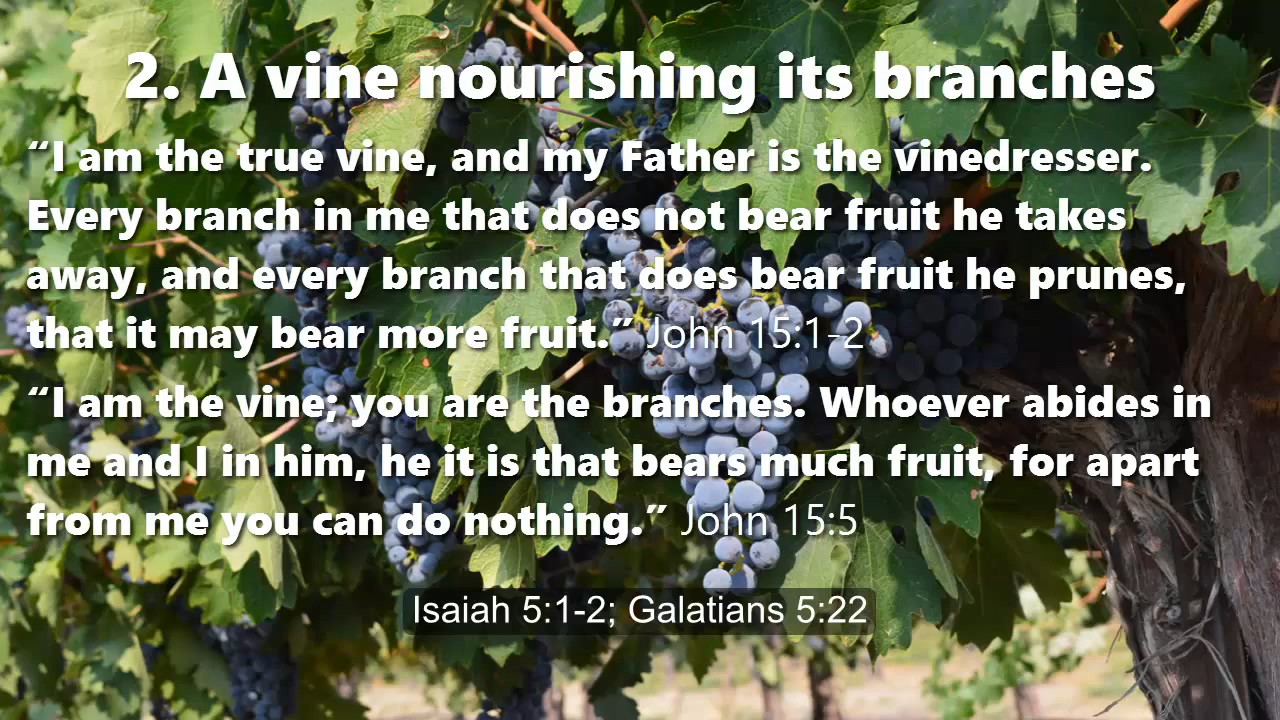 2. A vine nourishing its branches
“I am the true vine, and my Father is the vinedresser.
Every branch in me that does not bear fruit he takes
away, and every branch that does bear fruit he prunes,
that it may bear more fruit.” John 15:1-2
“I am the vine; you are the branches. Whoever abides in
me and I in him, he it is that bears much fruit, for apart
from me you can do nothing.” John 15:5
Isaiah 5:1-2; Galatians 5:22